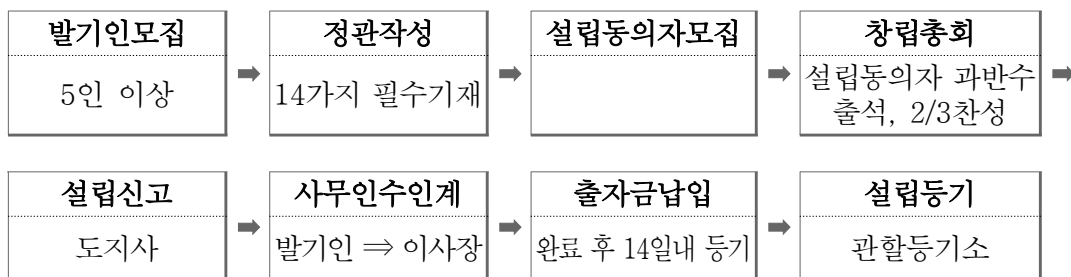 발기인모집
5인 이상
➡
정관작성
14가지 필수기재
➡
설립동의자모집
➡
창립총회
설립동의자 과반수
출석, 2/3찬성
➡
설립신고
도지사
➡
사무인수인계
발기인 ⇒ 이사장
➡
출자금납입
완료 후 14일내 등기
➡
설립등기
관할등기소